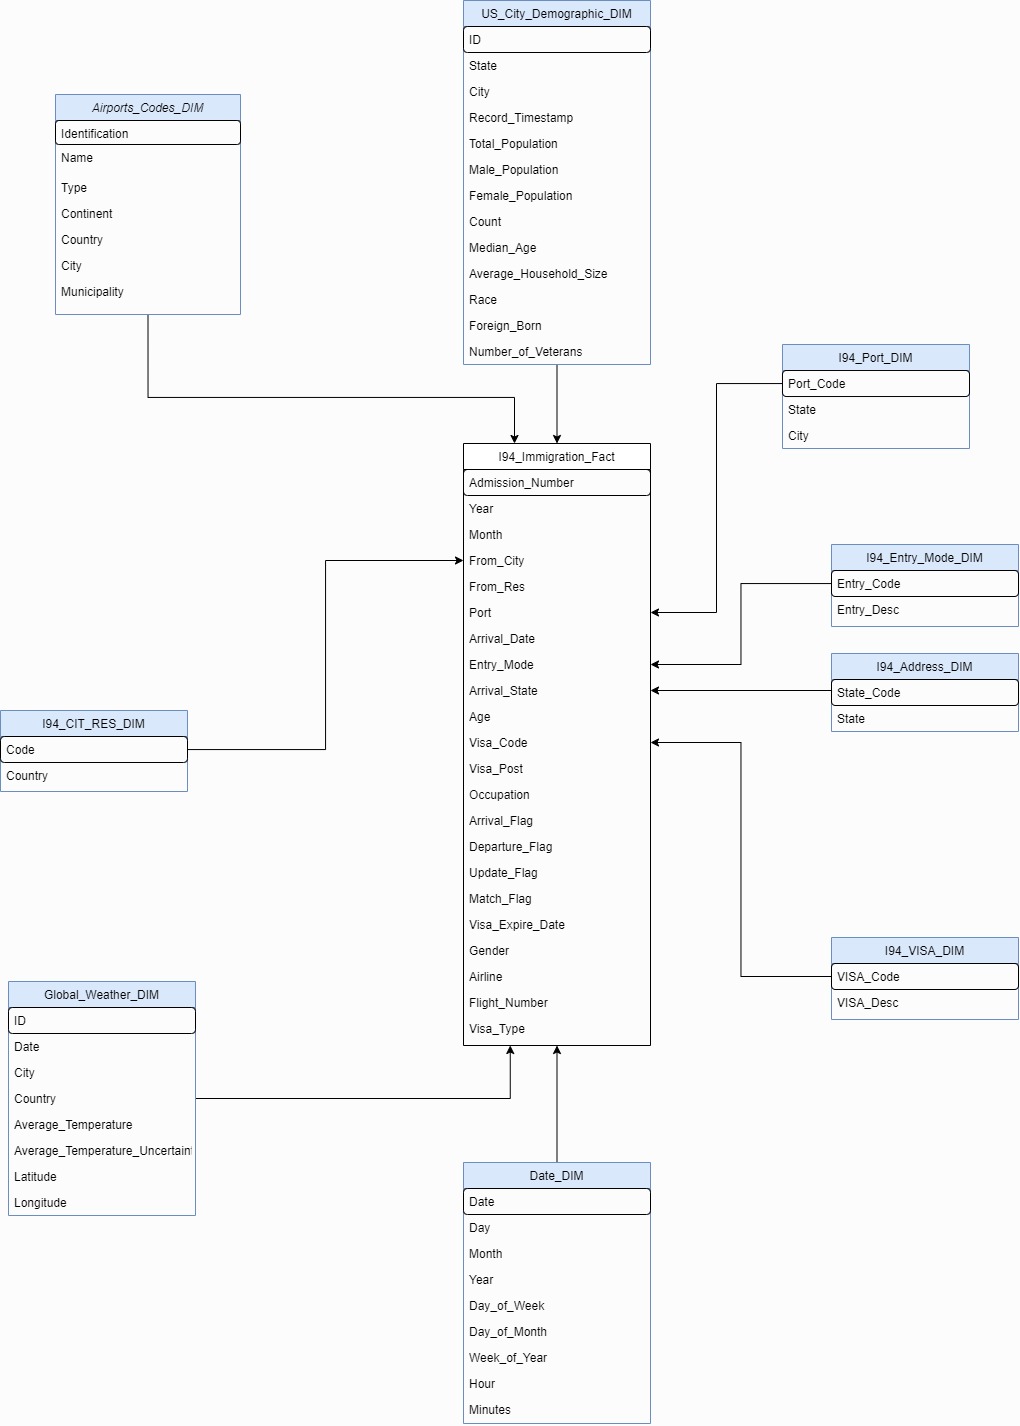 US_City_Demographic_DIM
ID
State
City
Record_Timestamp
Total_Population
Male_Population
Female_Population
Count
Median_Age
Average_Household_Size
Race
Foreign_Born
Number_of_Veterans
Airports_Codes_DIM
Identification
Name
Type
Continent
Country
City
Municipality
I94_Port_DIM
Port_Code
State
City
I94_Immigration_Fact
Admission_Number
Year
Month
From_City
From_Res
Port
Arrival_Date
Entry_Mode
Arrival_State
Age
Visa_Code
Visa_Post
Occupation
Arrival_Flag
Departure_Flag
Update_Flag
Match_Flag
Visa_Expire_Date
Gender
Airline
Flight_Number
Visa_Type
I94_Entry_Mode_DIM
Entry_Code
Entry_Desc
I94_Address_DIM
State_Code
State
I94_CIT_RES_DIM
Code
Country
I94_VISA_DIM
VISA_Code
VISA_Desc
Global_Weather_DIM
ID
Date
City
Country
Average_Temperature
Average_Temperature_Uncertain
Latitude
Longitude
Date_DIM
Date
Day
Month
Year
Day_of_Week
Day_of_Month
Week_of_Year
Hour
Minutes